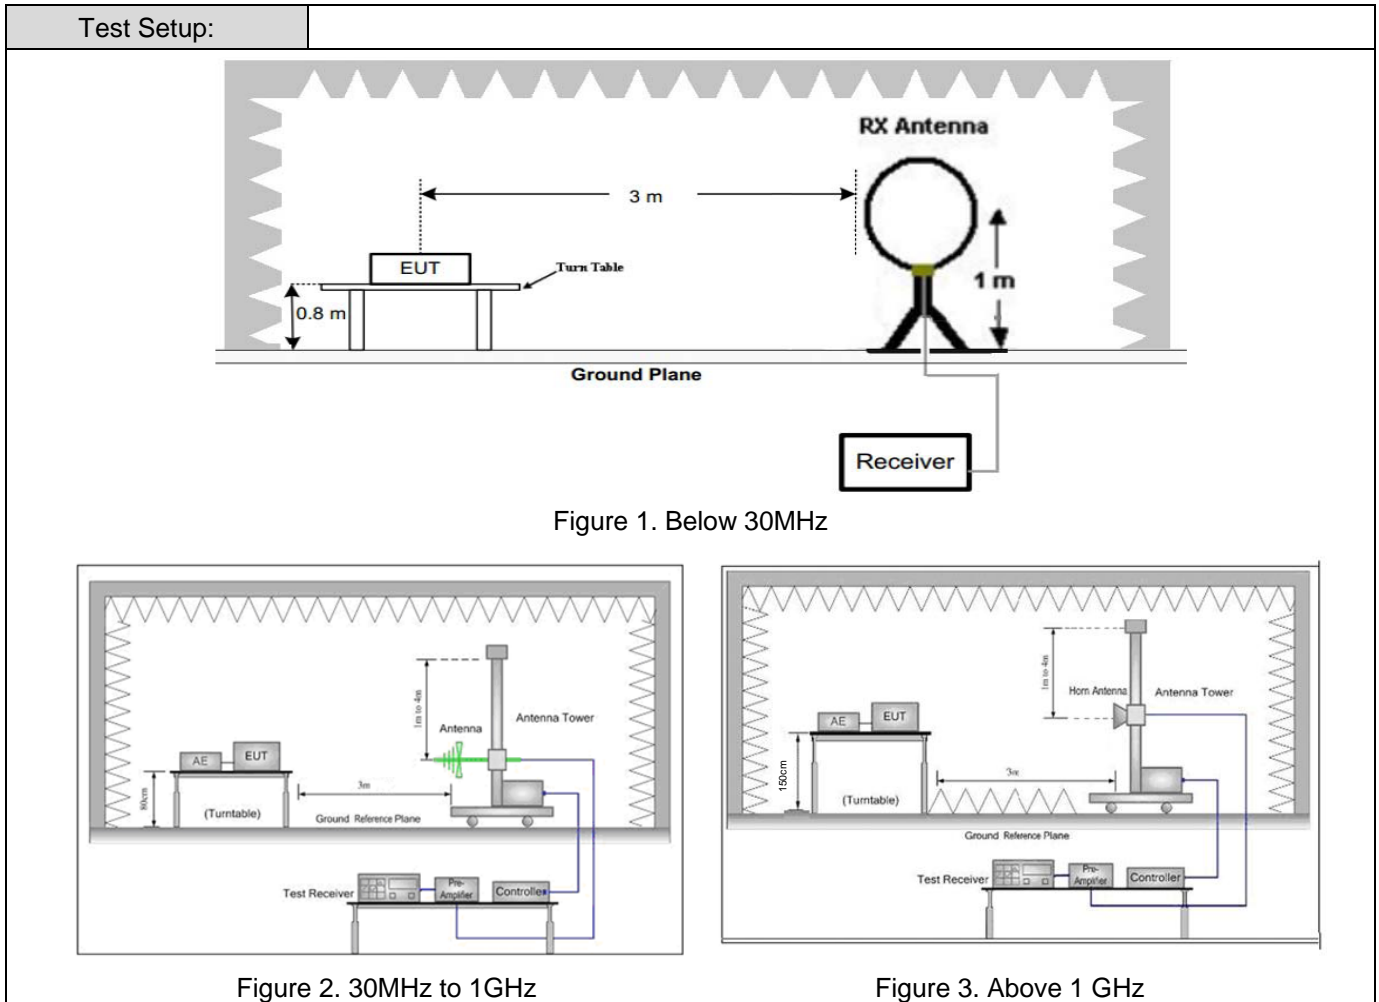 Test Setup:
RX Antenna
3 m
EUT
Turn Table
1 m
0.8 m
Ground Plane
Receiver
Figure 1. Below 30MHz
1m to 4m
Antenna
Antenna Tower
AE
EUT
80cm
3m
(Turntable)
Ground Reference Plane
Test Receiver
Pre-
Amplifier
Controller
Figure 2. 30MHz to 1GHz
1m to 4m
Horn Antenna
Antenna Tower
AE
EUT
150cm
3m
(Turntable)
Ground Reference Plane
Test Receiver
Pre-
Amplifier
Controller
Figure 3. Above 1 GHz